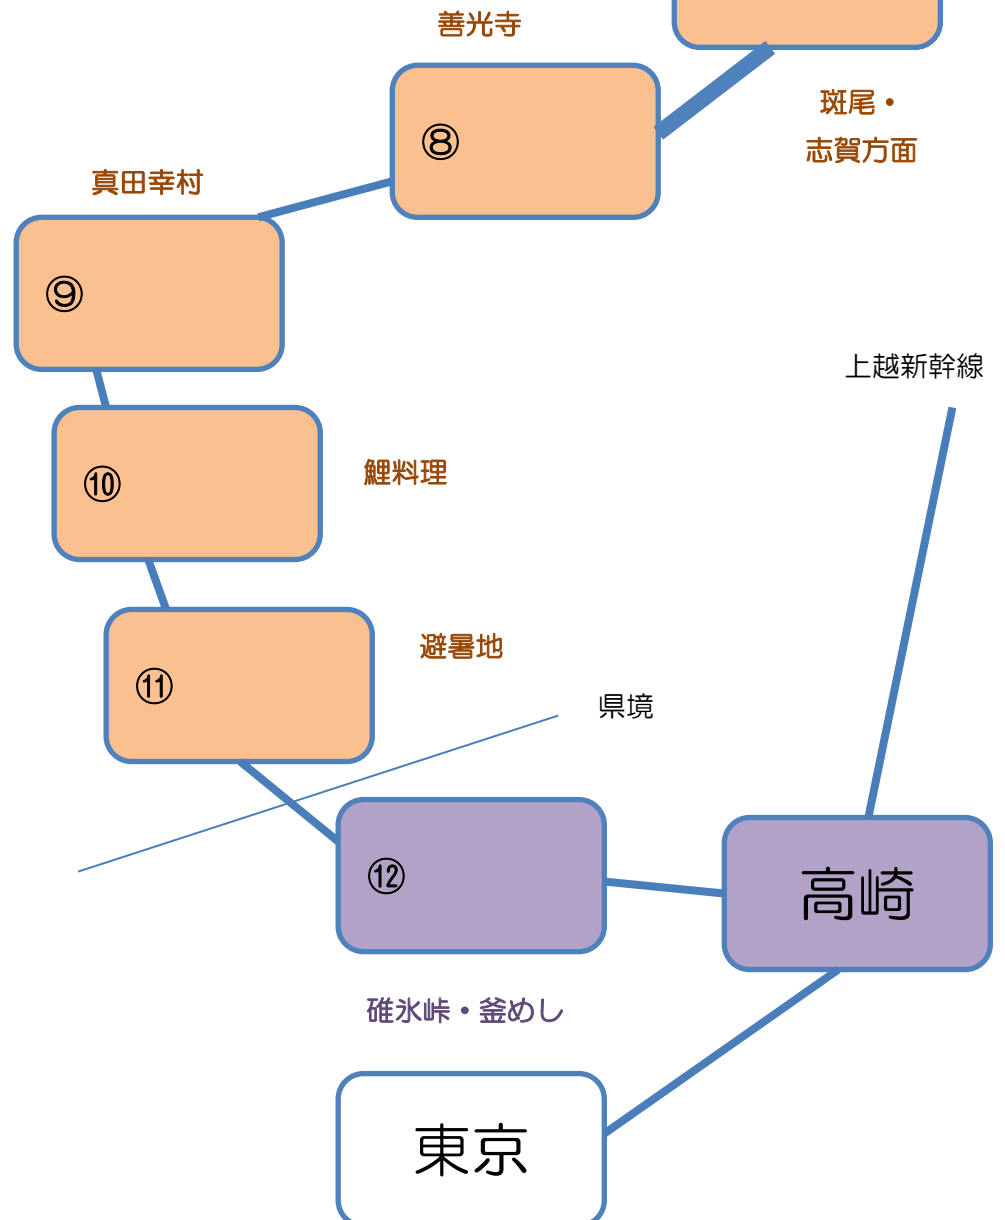 善光寺
斑尾・
志賀方面
⑧
真田幸村
⑨
上越新幹線
鯉料理
⑩
避暑地
⑪
県境
⑫
高崎
碓氷峠・釜めし
東京